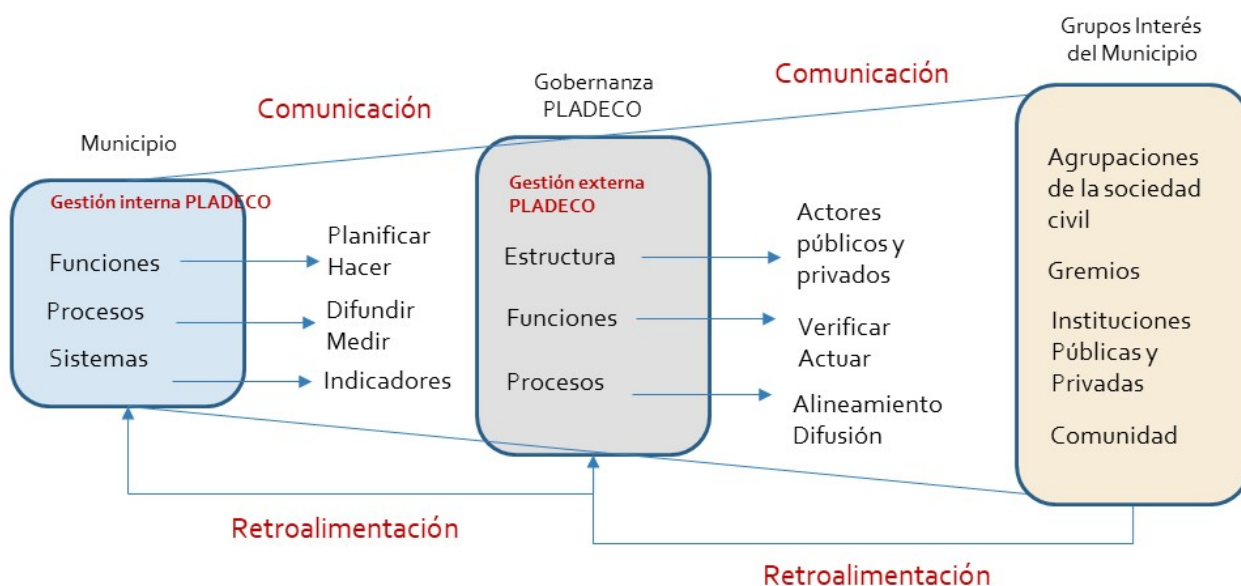 Grupos Interés
del Municipio
Comunicación
Gobernanza
PLADECO
Comunicación
Municipio
Gestión interna PLADECO
Funciones
Procesos
Sistemas
Planificar
Hacer
Difundir
Medir
Indicadores
Gestión externa
PLADECO
Estructura
Funciones
Procesos
Actores
públicos y
privados
Verificar
Actuar
Alineamiento
Difusión
Agrupaciones
de la sociedad
civil
Gremios
Instituciones
Públicas y
Privadas
Comunidad
Retroalimentación
Retroalimentación